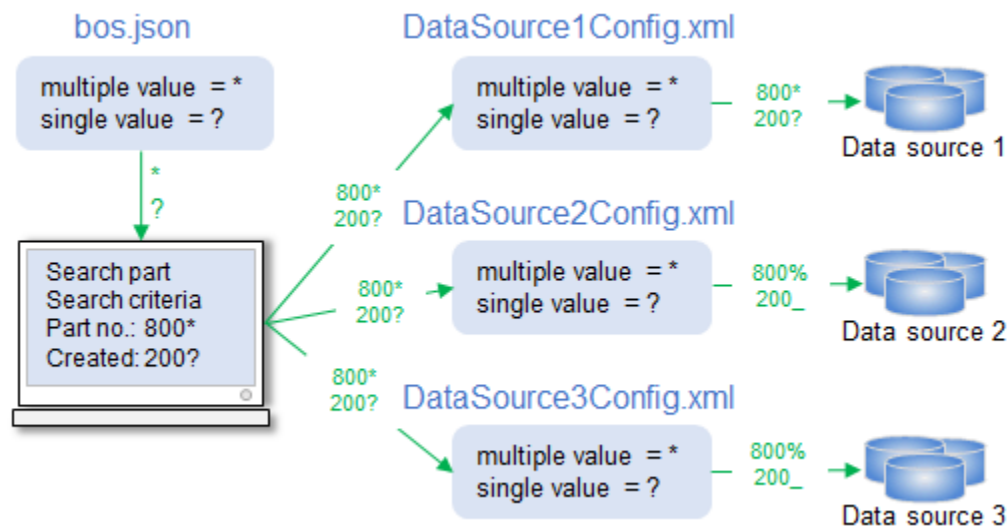 bos.json
multiple value = *
single value = ?
*
?
Search part
Search criteria
Part no.: 800*
Created: 200?
800*
200?
800*
200?
800*
200?
DataSource1Config.xml
multiple value = *
single value = ?
800*
200?
Data source 1
DataSource2Config.xml
multiple value = *
single value = ?
800%
200_
Data source 2
DataSource3Config.xml
multiple value = *
single value = ?
800%
200_
Data source 3